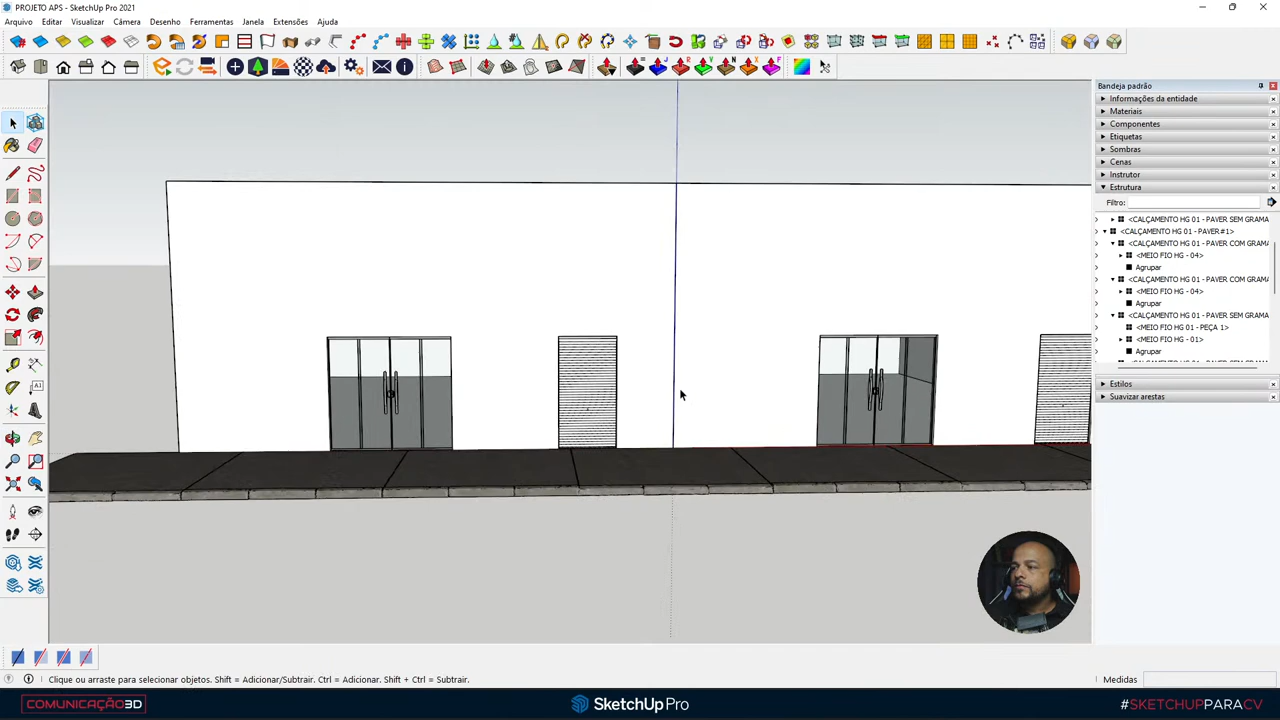 PROJETO APS - SketchUp Pro 2021
Arquivo Editar Visualizar Câmera Desenho Ferramentas Janela Extensões Ajuda
Bandeja padrão
Informações da entidade
Materiais
Componentes
Etiquetas
Sombras
Cenas
Instrutor
Estrutura
Filtro:
<CALÇAMENTO HG 01 - PAVER SEM GRAMA
<CALÇAMENTO HG 01 - PAVER#1>
<CALÇAMENTO HG 01 - PAVER COM GRAMA
<MEIO FIO HG - 04>
Agrupar
<CALÇAMENTO HG 01 - PAVER COM GRAMA
<MEIO FIO HG - 04>
Agrupar
<CALÇAMENTO HG 01 - PAVER SEM GRAMA
<MEIO FIO HG 01 - PEÇA 1>
<MEIO FIO HG - 01>
Agrupar
Estilos
Suavizar arestas
Clique ou arraste para selecionar objetos. Shift = Adicionar/Subtrair. Ctrl = Adicionar. Shift + Ctrl = Subtrair.
Medidas
COMUNICAÇÃO3D
SketchUp Pro
#SKETCHUPPARACV